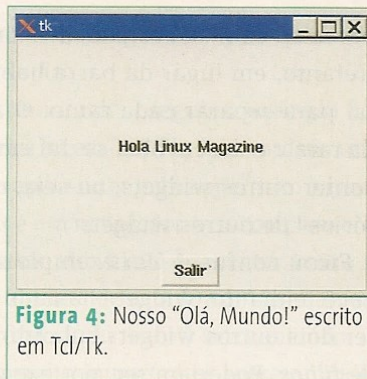 tk
Hola Linux Magazine
Salir
Figura 4: Nosso “Olá, Mundo!” escrito
em Tcl/Tk.